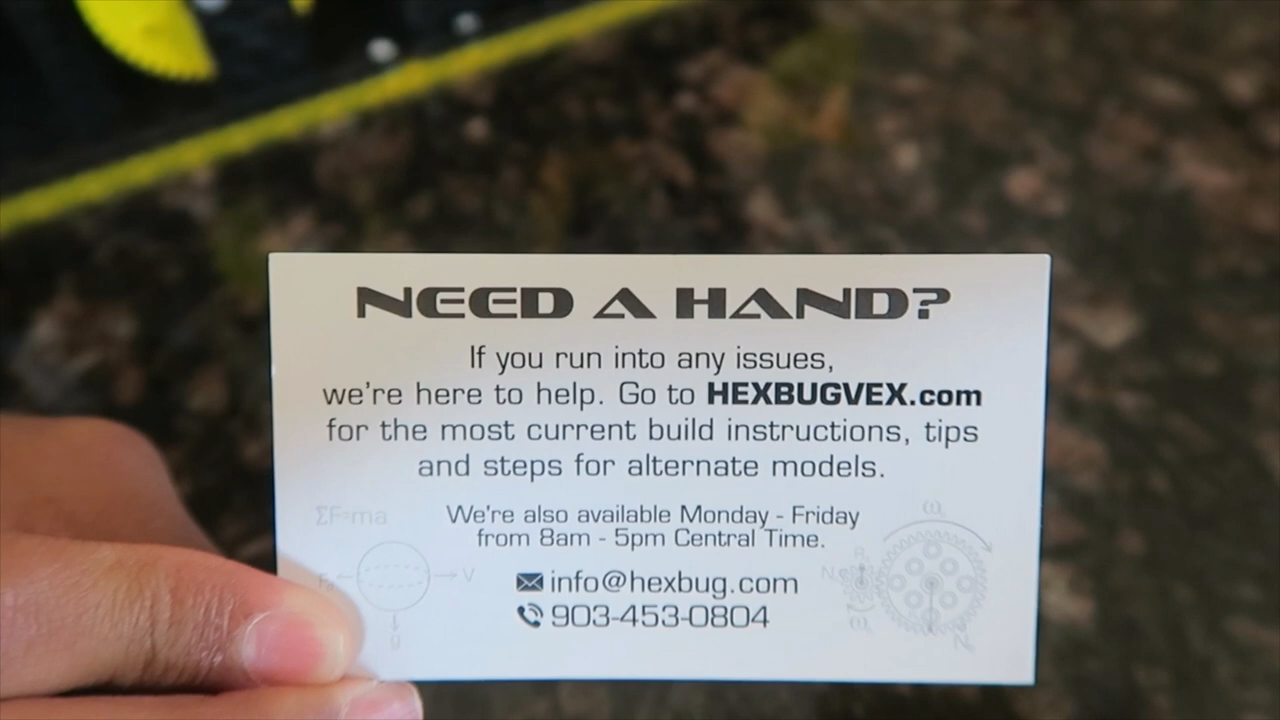 NEED A HAND?
If you run into any issues,
we're here to help. Go to HEXBUGVEX.com
for the most current build instructions, tips
and steps for alternate models.
We're also available Monday - Friday
from 8am - 5pm Central Time.
info@hexbug.com
903-453-0804
ΣF=ma
V
g
ω
N